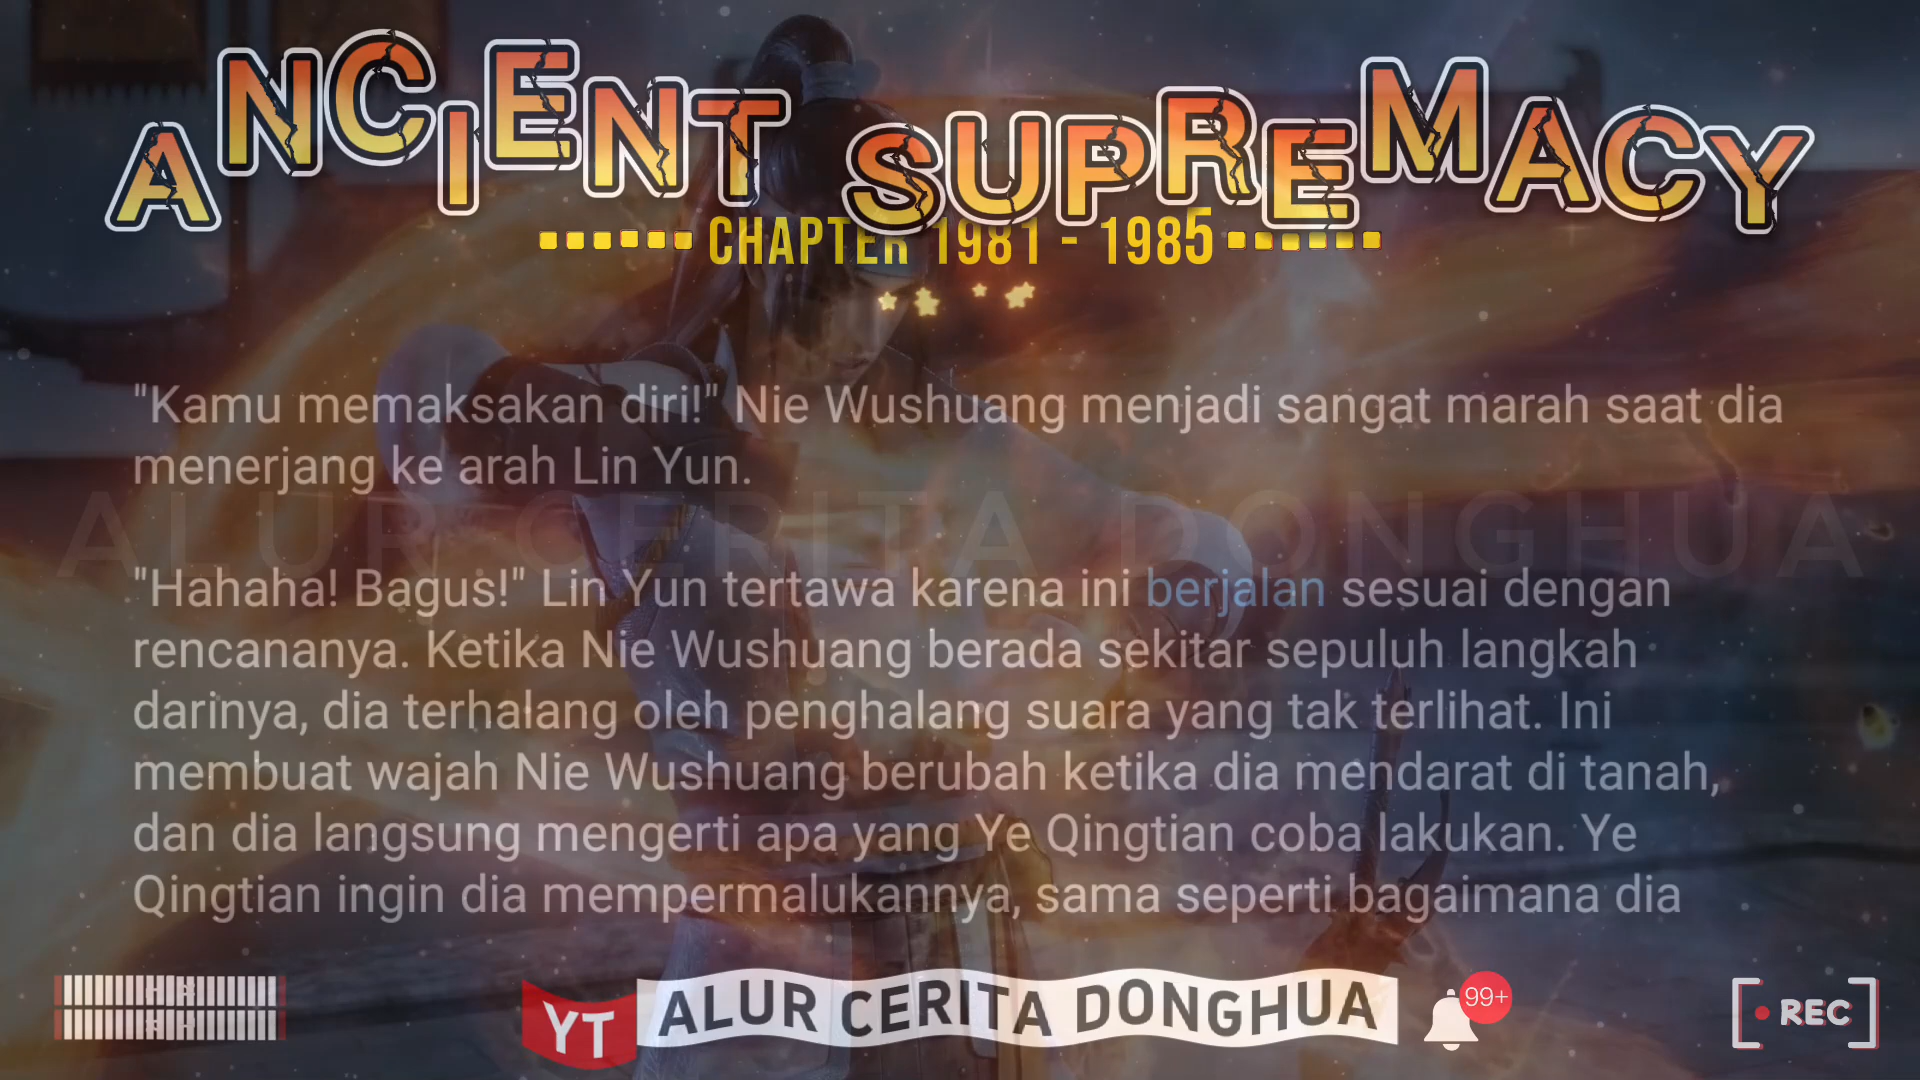 ANCIENT SUPREMACY
CHAPTER 1981 - 1985
"Kamu memaksakan diri!" Nie Wushuang menjadi sangat marah saat dia
menerjang ke arah Lin Yun.
ALUR CERITA DONGHUA
"Hahaha! Bagus!" Lin Yun tertawa karena ini berjalan sesuai dengan
rencananya. Ketika Nie Wushuang berada sekitar sepuluh langkah
darinya, dia terhalang oleh penghalang suara yang tak terlihat. Ini
membuat wajah Nie Wushuang berubah ketika dia mendarat di tanah,
dan dia langsung mengerti apa yang Ye Qingtian coba lakukan. Ye
Qingtian ingin dia mempermalukannya, sama seperti bagaimana dia
YT ALUR CERITA DONGHUA
99+
REC